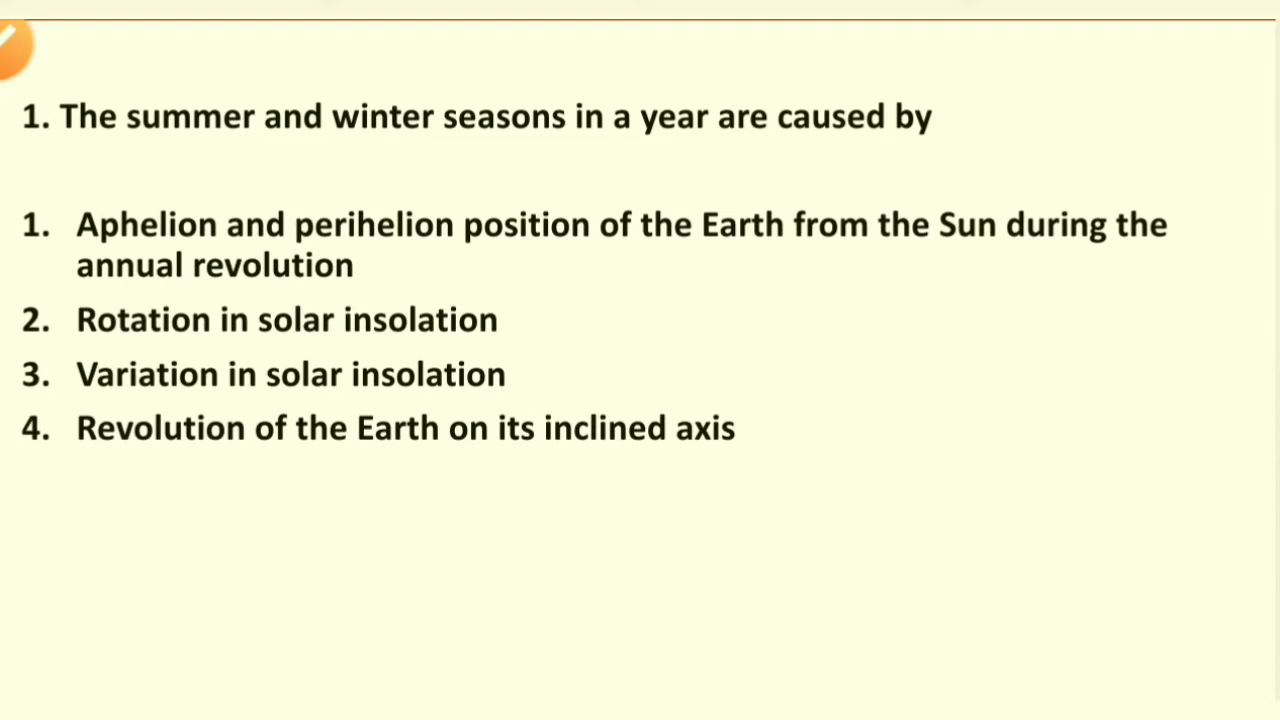 1. The summer and winter seasons in a year are caused by
1. Aphelion and perihelion position of the Earth from the Sun during the
annual revolution
2. Rotation in solar insolation
3. Variation in solar insolation
4. Revolution of the Earth on its inclined axis